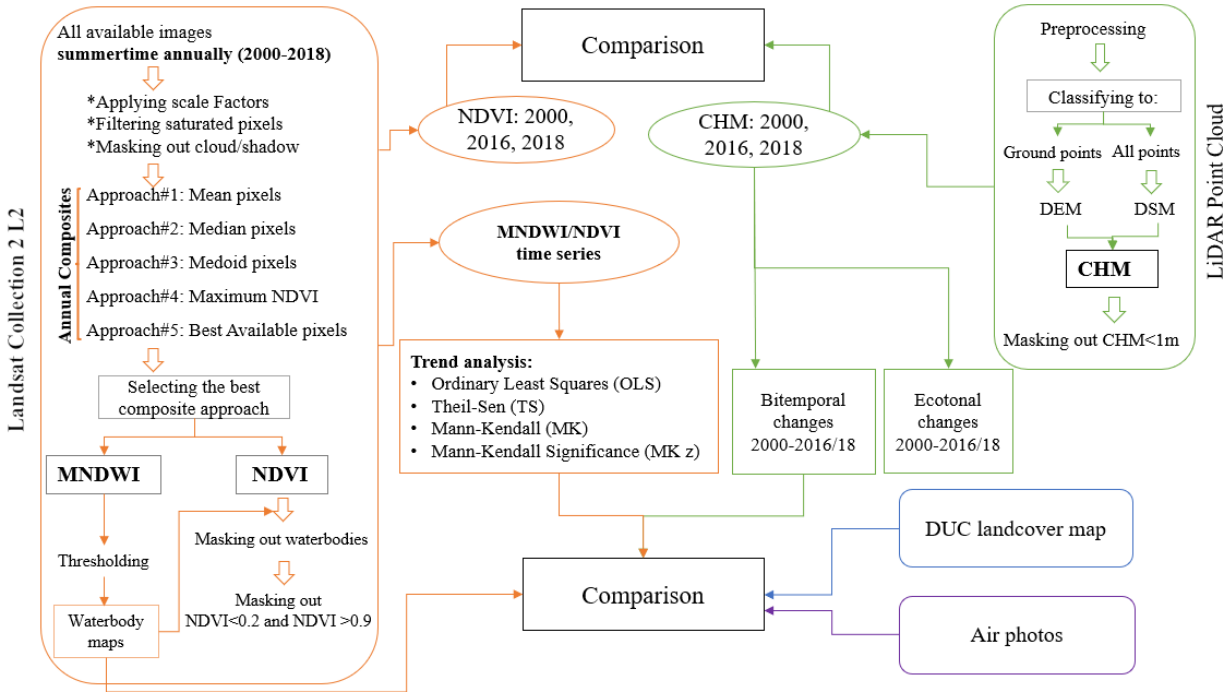 Landsat Collection 2 L2
All available images
summertime annually (2000-2018)
*Applying scale Factors
*Filtering saturated pixels
*Masking out cloud/shadow
Annual Composites
Approach#1: Mean pixels
Approach#2: Median pixels
Approach#3: Medoid pixels
Approach#4: Maximum NDVI
Approach#5: Best Available pixels
Selecting the best
composite approach
MNDWI
NDVI
Thresholding
Waterbody
maps
Masking out waterbodies
Masking out
NDVI<0.2 and NDVI >0.9
Comparison
NDVI: 2000,
2016, 2018
CHM: 2000,
2016, 2018
MNDWI/NDVI
time series
Trend analysis:
• Ordinary Least Squares (OLS)
• Theil-Sen (TS)
• Mann-Kendall (MK)
• Mann-Kendall Significance (MK z)
Bitemporal
changes
2000-2016/18
Ecotonal
changes
2000-2016/18
Comparison
DUC landcover map
Air photos
LiDAR Point Cloud
Preprocessing
Classifying to:
Ground points
All points
DEM
DSM
CHM
Masking out CHM<1m